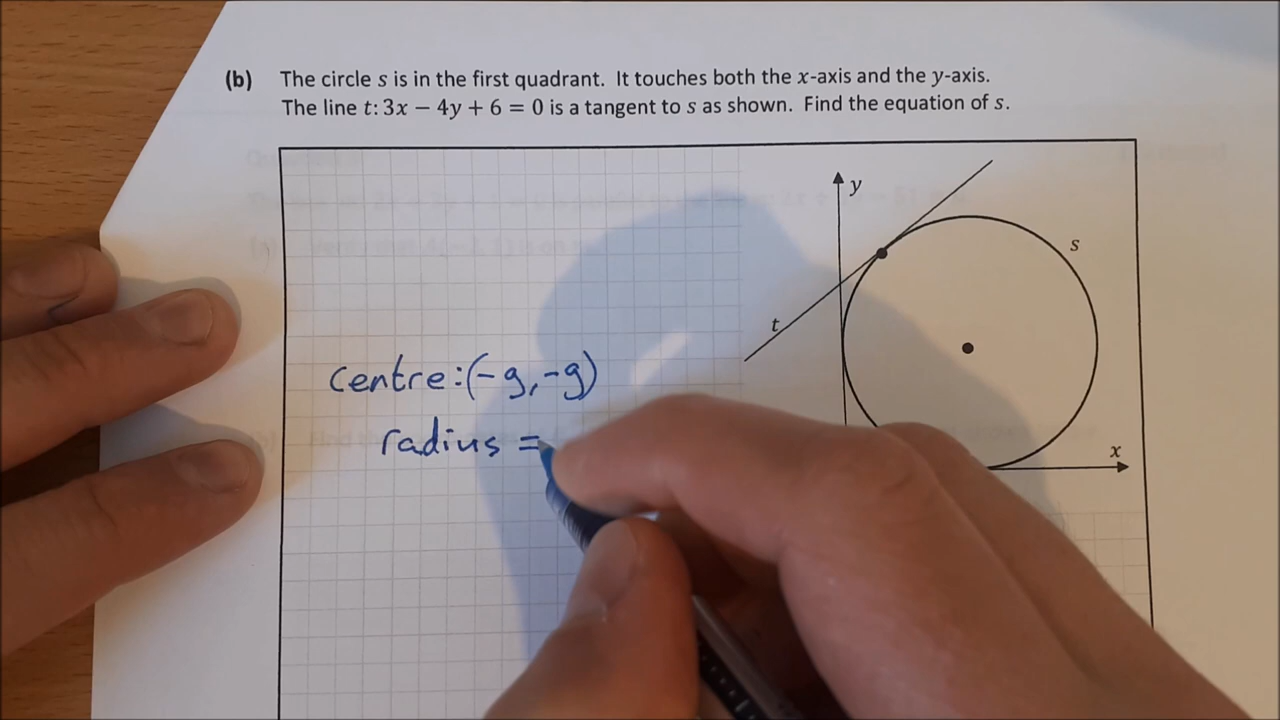 (b) The circle s is in the first quadrant. It touches both the x-axis and the y-axis.
The line t: 3x − 4y + 6 = 0 is a tangent to s as shown. Find the equation of s.
y
s
t
centre:(-g,-g)
radius =
x